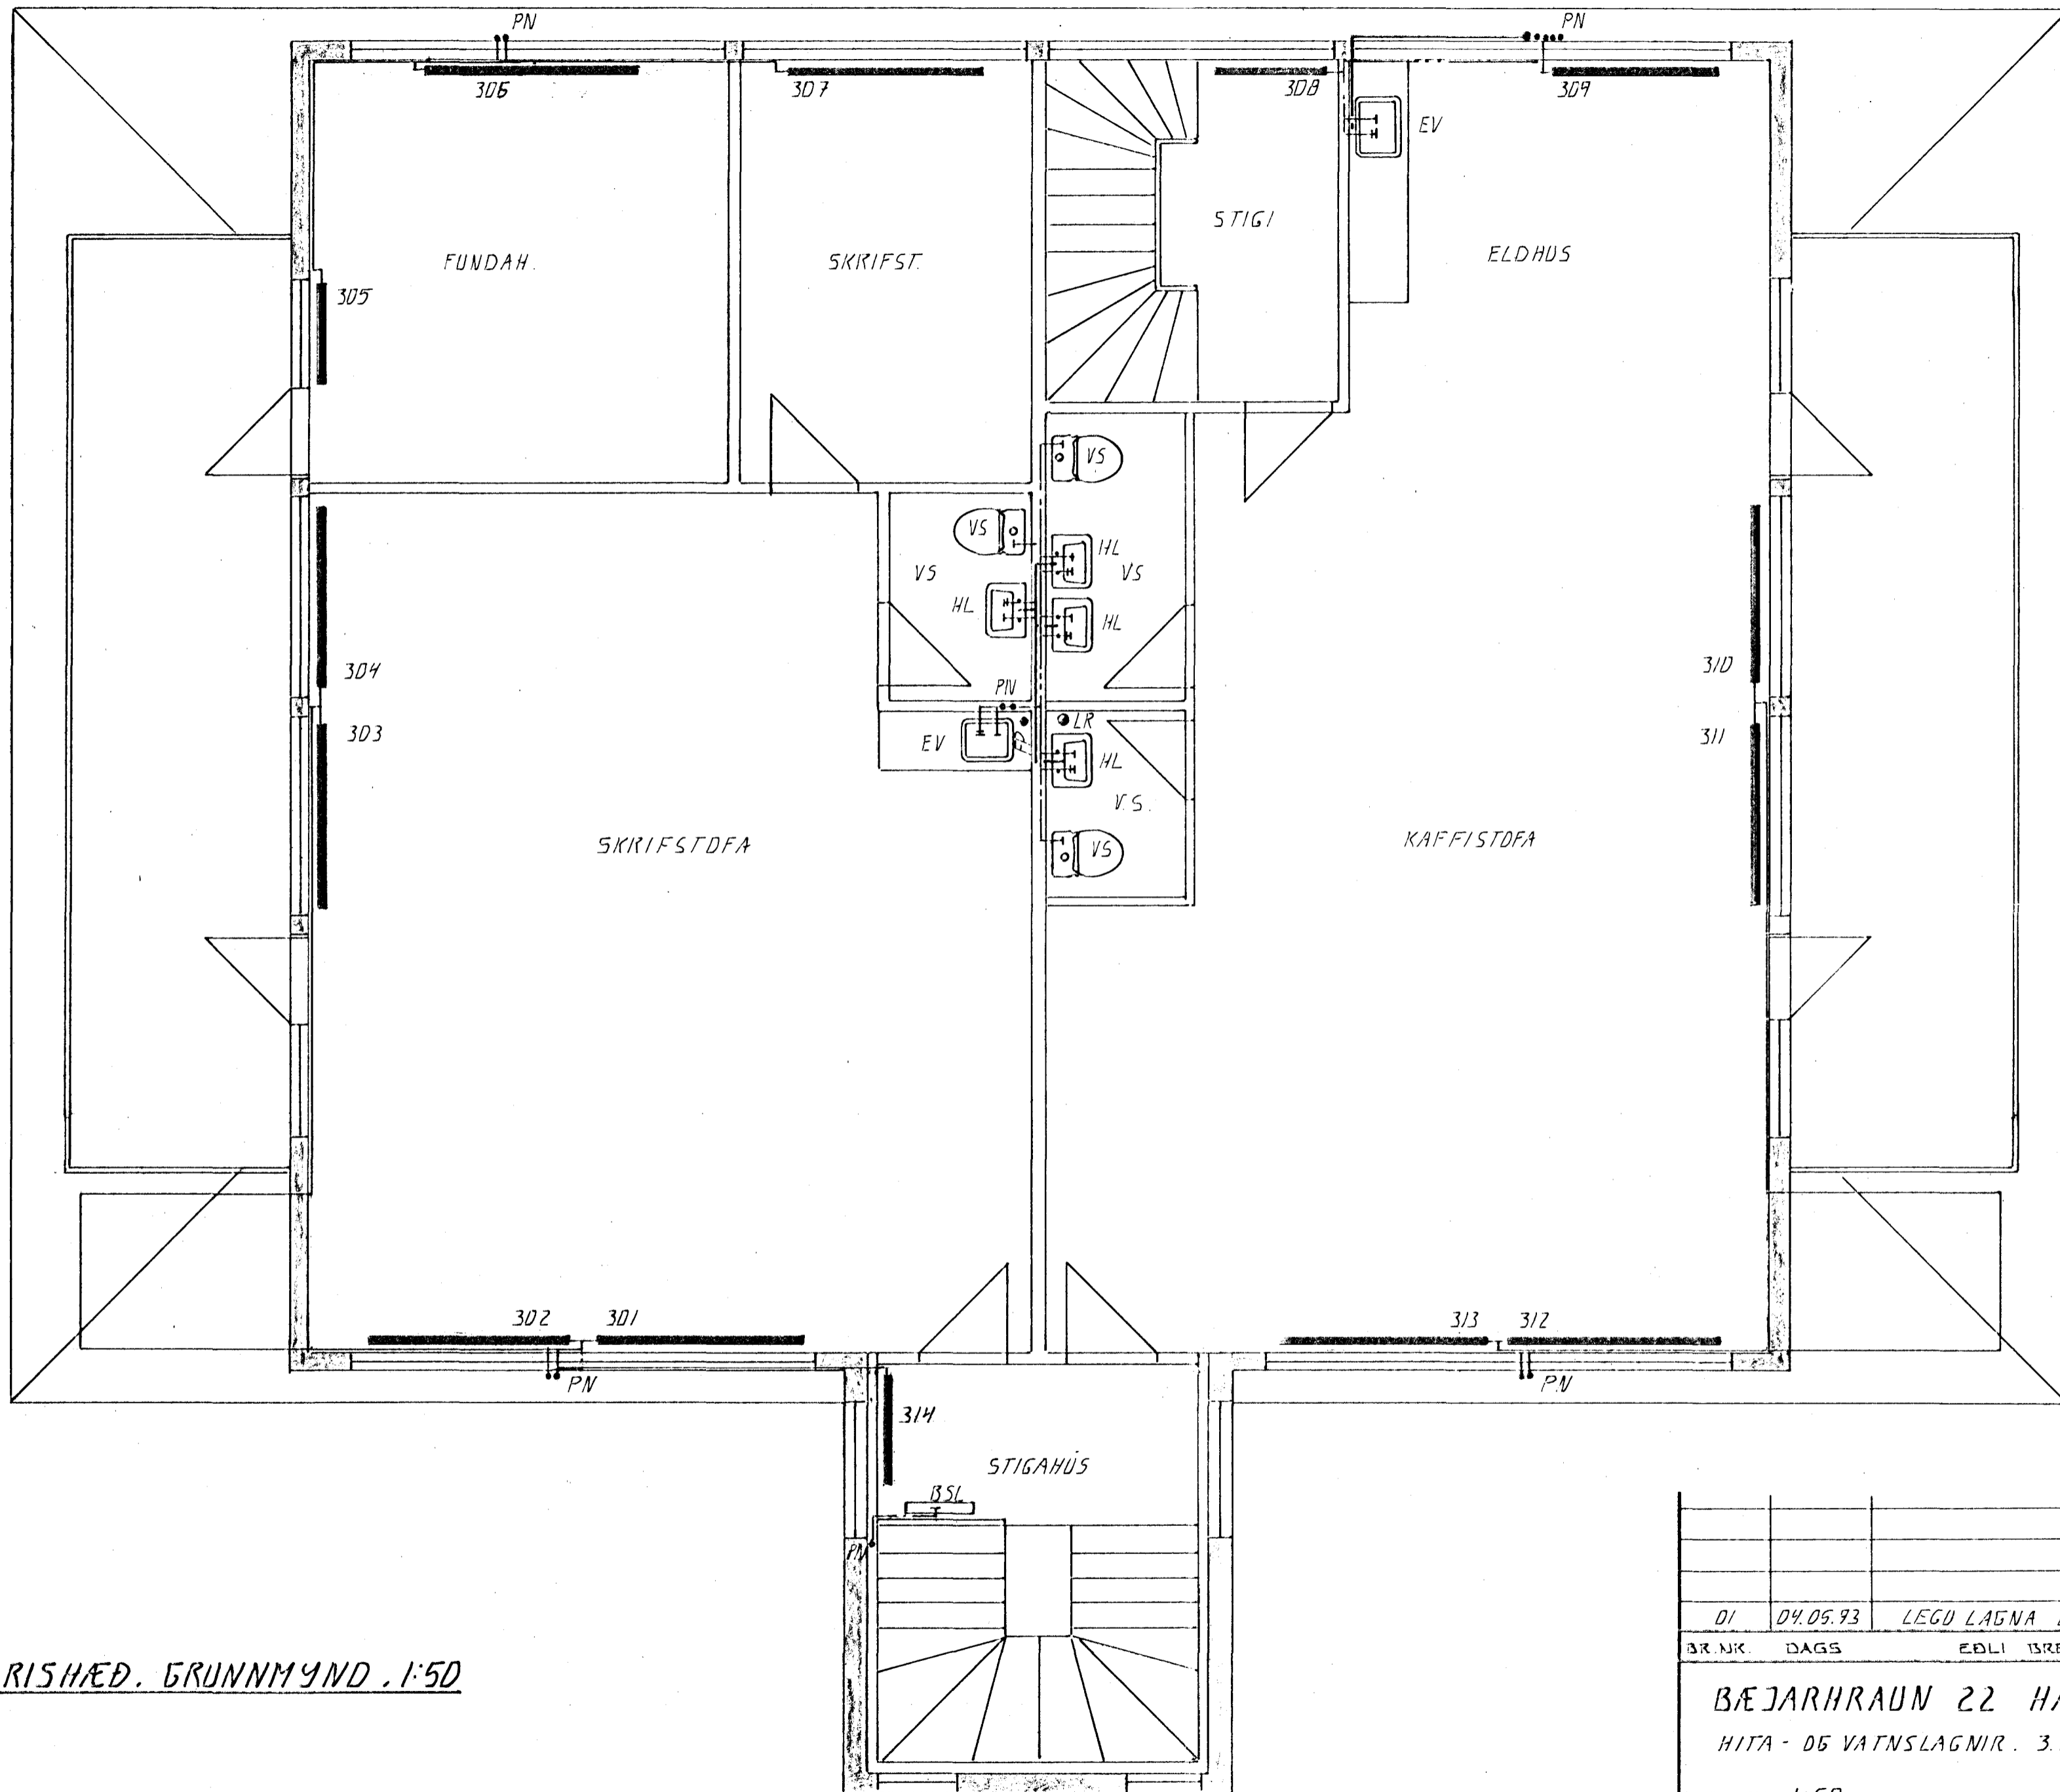 PN
PN
306
307
308
309
EV
STIGI
FUNDAH.
SKRIFST.
ELDHUS
305
VS
VS
HL
VS
VS
HL
HL
304
310
PN
303
EV
FP
LR
HL
311
V.S.
SKRIFSTOFA
VS
KAFFISTOFA
302
301
313
312
PN
PN
314
STIGAHÚS
BSL
PN
01 04.05.93 LEGU LAGNA
BR.NR. DAGS EÐLI
RISHÆÐ. GRUNNMYND. 1:50
BÆJARHRAUN 22
HITA - OG VATNSLAGNIR. 3.